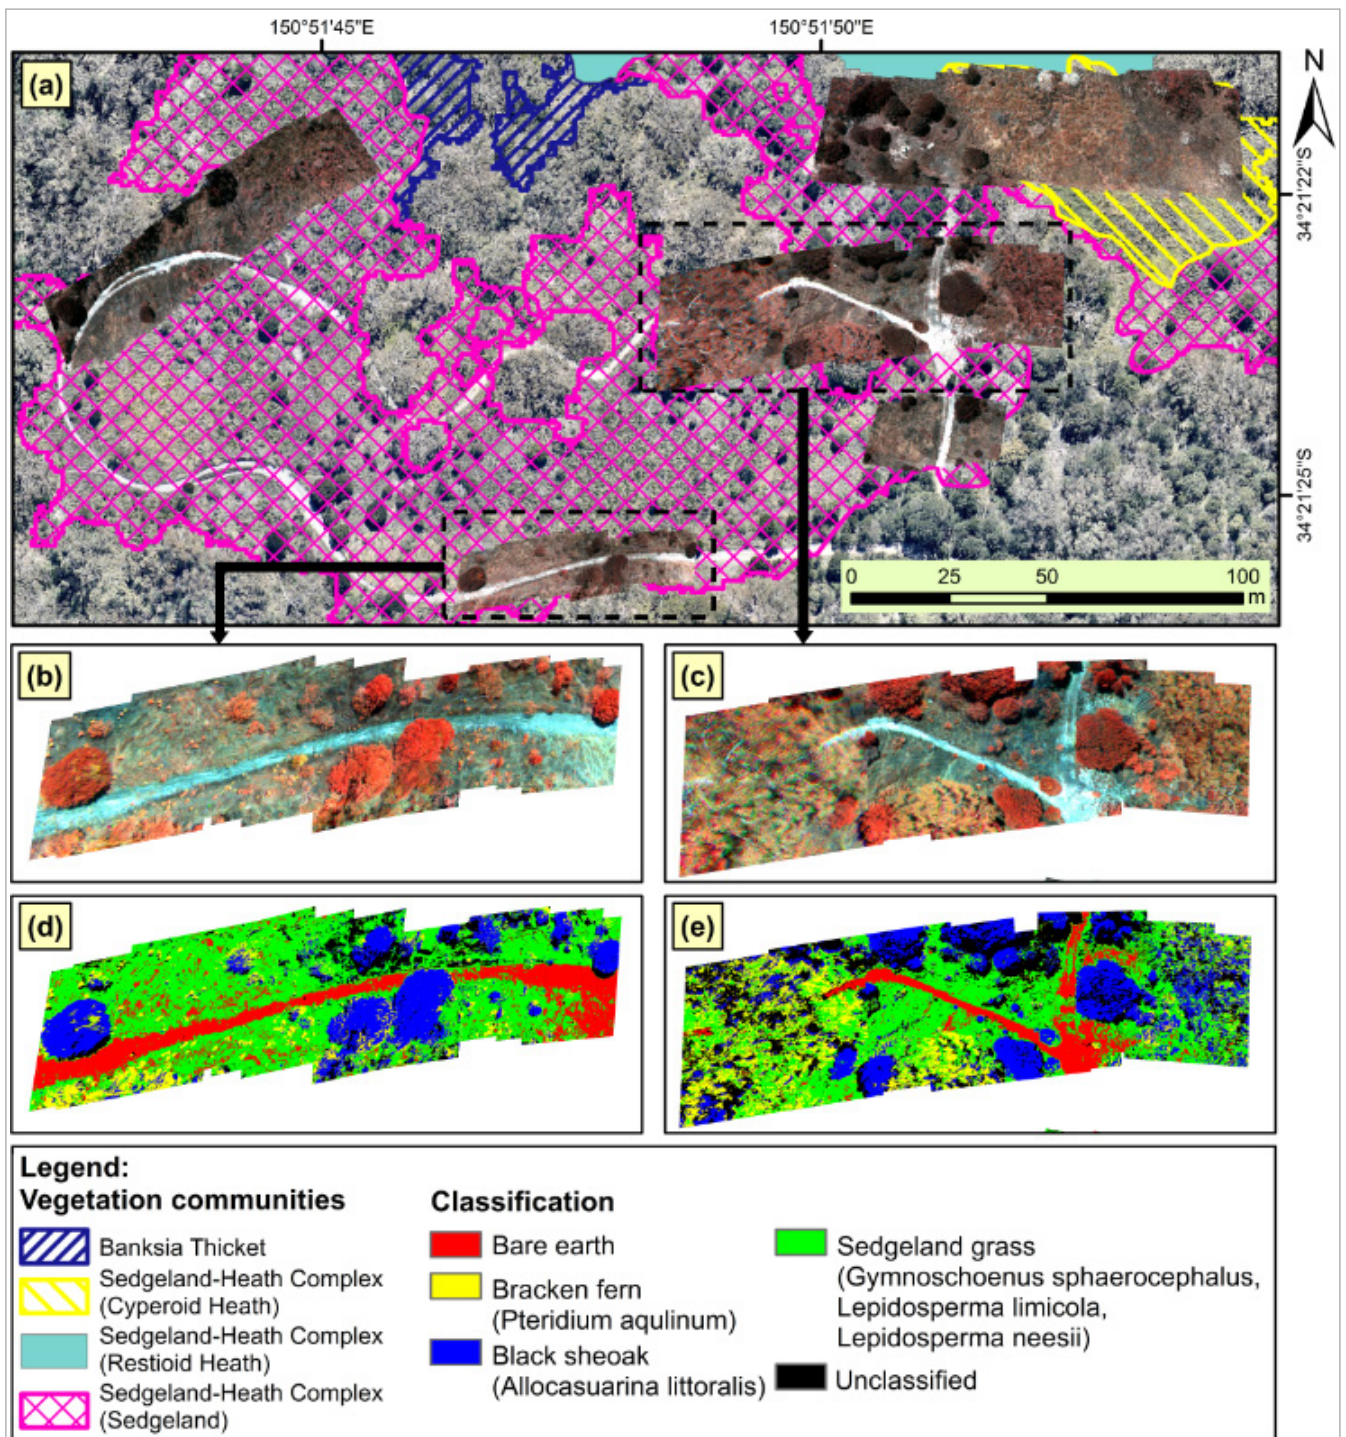 150°51'45"E
150°51'50"E
(a)
N
34°21'22"S
34°21'25"S
0 25 50 100
m
(b)
(c)
(d)
(e)
Legend:
Vegetation communities
Banksia Thicket
Sedgeland-Heath Complex
(Cyperoid Heath)
Sedgeland-Heath Complex
(Restioid Heath)
Sedgeland-Heath Complex
(Sedgeland)
Classification
Bare earth
Bracken fern
(Pteridium aqulinum)
Black sheoak
(Allocasuarina littoralis)
Sedgeland grass
(Gymnoschoenus sphaerocephalus,
Lepidosperma limicola,
Lepidosperma neesii)
Unclassified